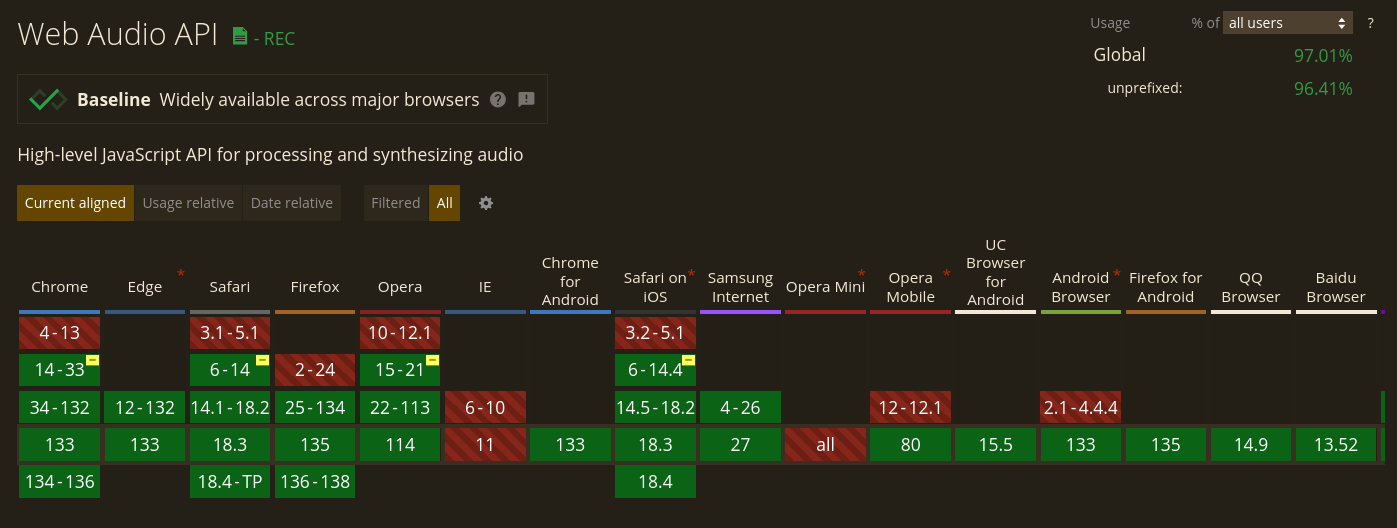 Web Audio API - REC
Usage % of all users ?
Global 97.01%
unprefixed: 96.41%
Baseline Widely available across major browsers
High-level JavaScript API for processing and synthesizing audio
Current aligned Usage relative Date relative Filtered All
Chrome
Edge *
Safari
Firefox
Opera
IE
Chrome
for
Android
Safari on *
iOS
Samsung
Internet
Opera Mini *
Opera *
Mobile
UC
Browser
for
Android
Android *
Browser
Firefox for
Android
QQ
Browser
Baidu
Browser
4-13 3.1-5.1 10-12.1 3.2-5.1
14-33 6-14 2-24 15-21 6-14.4
34-132 12-132 14.1-18.2 25-134 22-113 6-10 14.5-18.2 4-26 12-12.1 2.1-4.4.4
133 133 18.3 135 114 11 133 18.3 27 all 80 15.5 133 135 14.9 13.52
134-136 18.4-TP 136-138 18.4